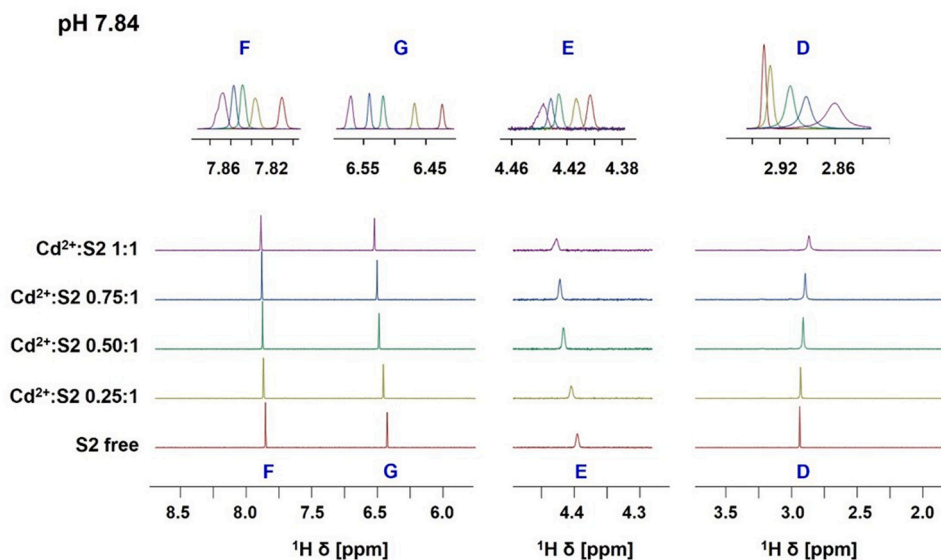 pH 7.84
F G E D
7.86 7.82 6.55 6.45 4.46 4.42 4.38 2.92 2.86
Cd²⁺:S2 1:1
Cd²⁺:S2 0.75:1
Cd²⁺:S2 0.50:1
Cd²⁺:S2 0.25:1
S2 free
F G E D
8.5 8.0 7.5 6.5 6.0 4.4 4.3 3.5 3.0 2.5 2.0
¹H δ [ppm] ¹H δ [ppm] ¹H δ [ppm]